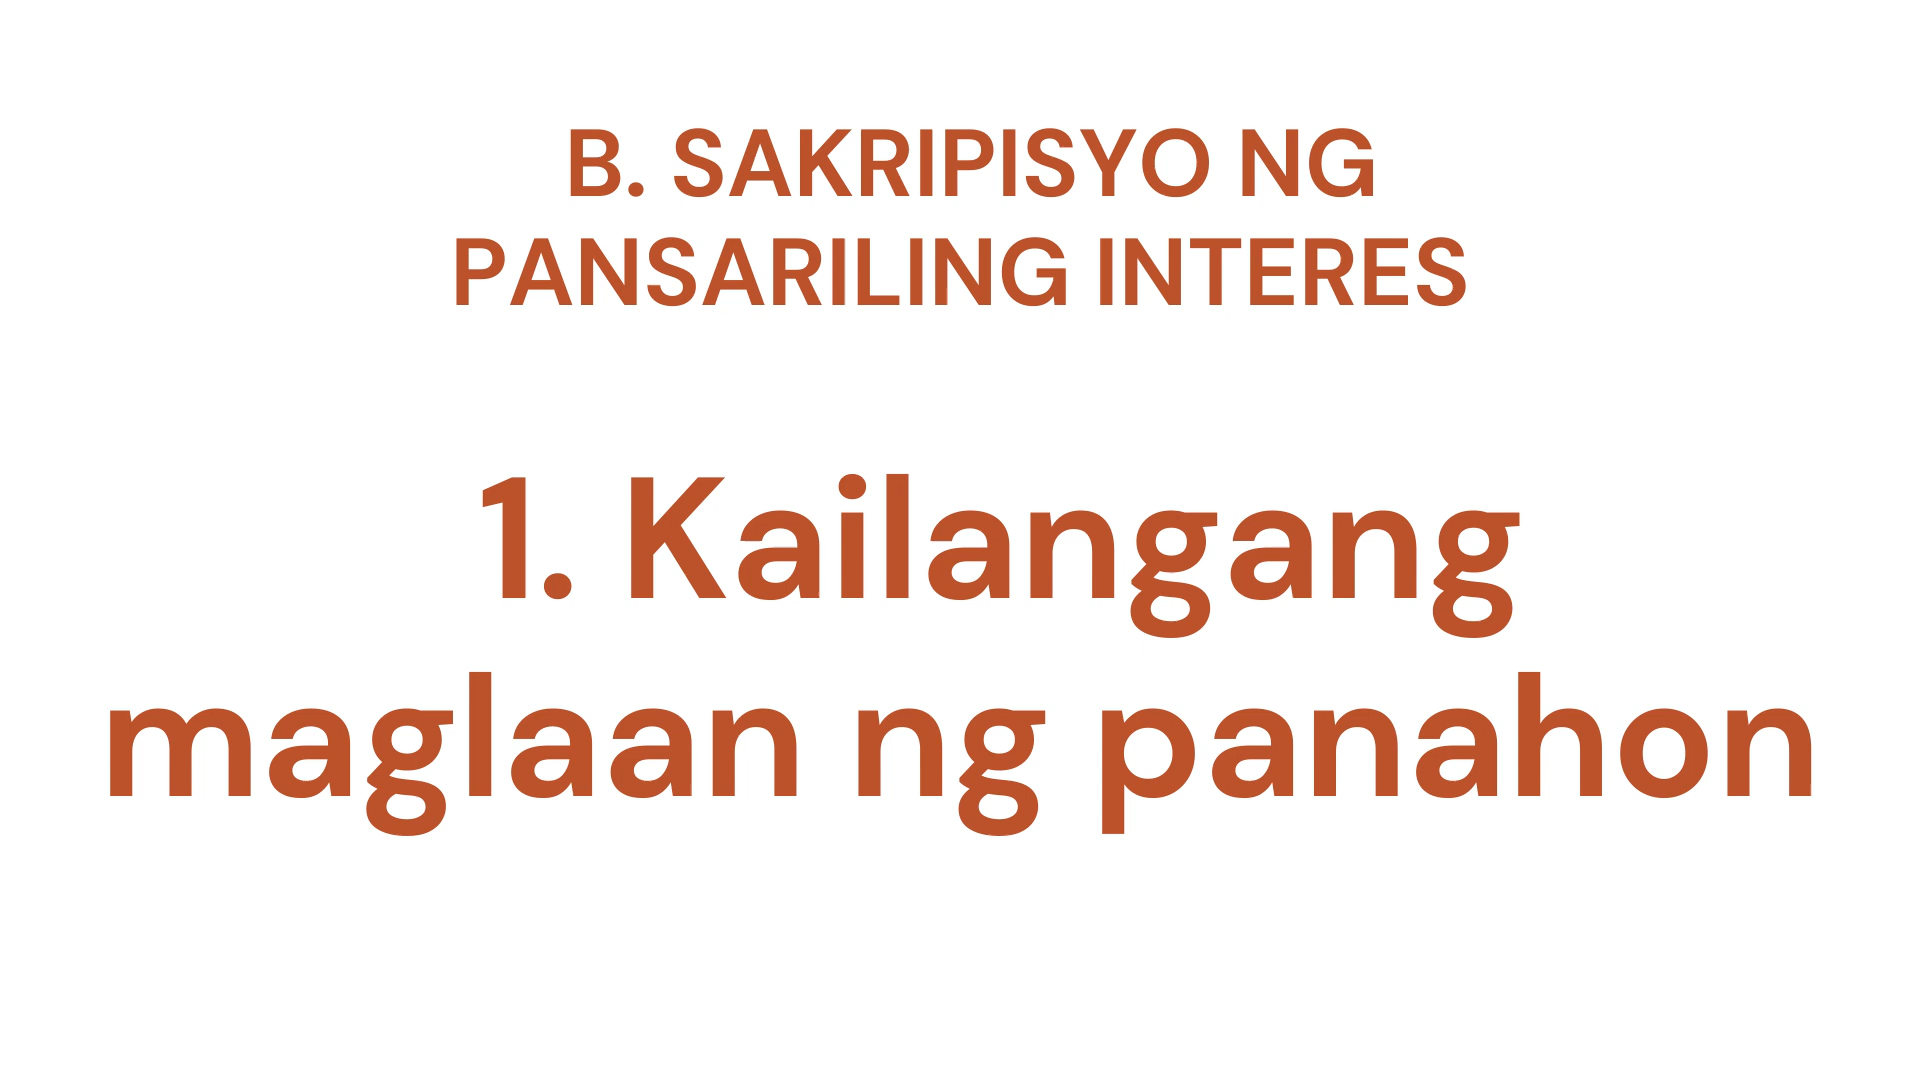 B. SAKRIPISYO NG
PANSARILING INTERES
1. Kailangang
maglaan ng panahon